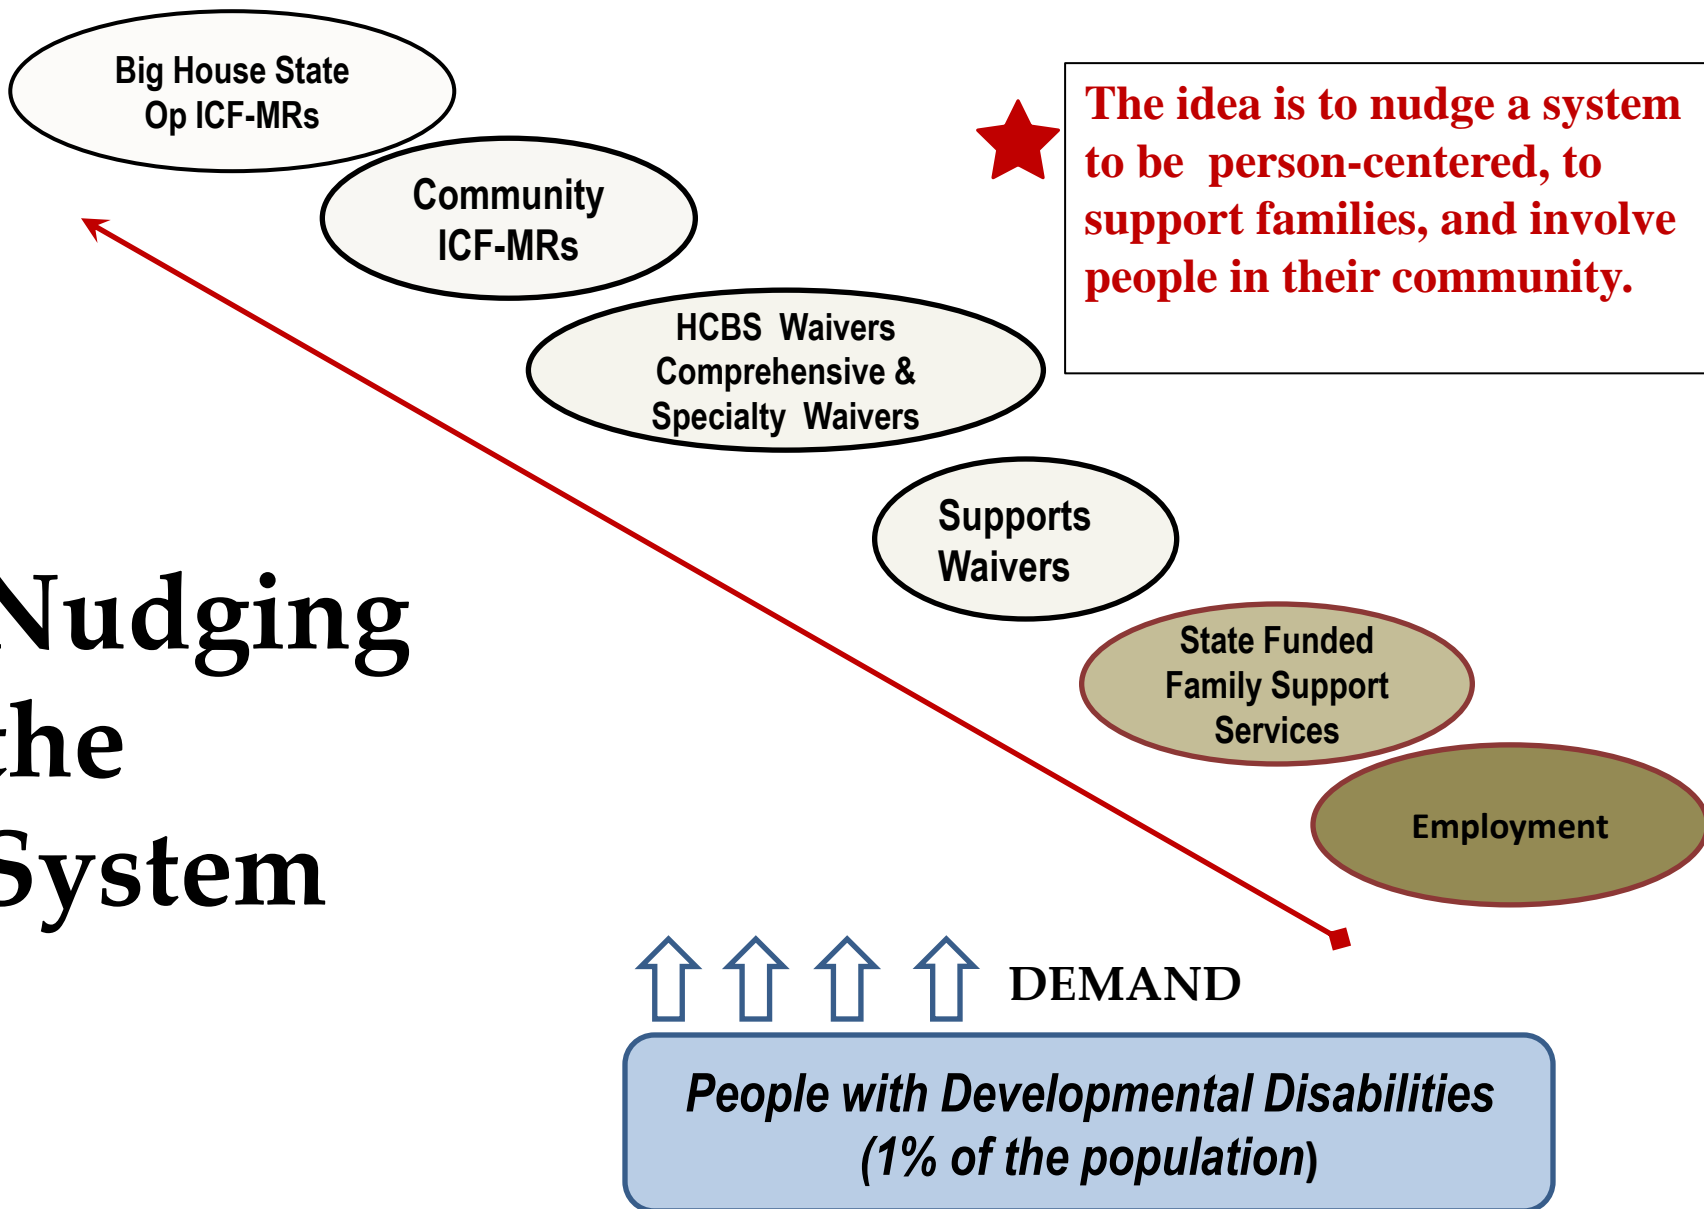 Big House State
Op ICF-MRs
The idea is to nudge a system
to be person-centered, to
support families, and involve
people in their community.
Community
ICF-MRs
HCBS Waivers
Comprehensive &
Specialty Waivers
Supports
Waivers
Nudging
the
System
State Funded
Family Support
Services
Employment
DEMAND
People with Developmental Disabilities
(1% of the population)